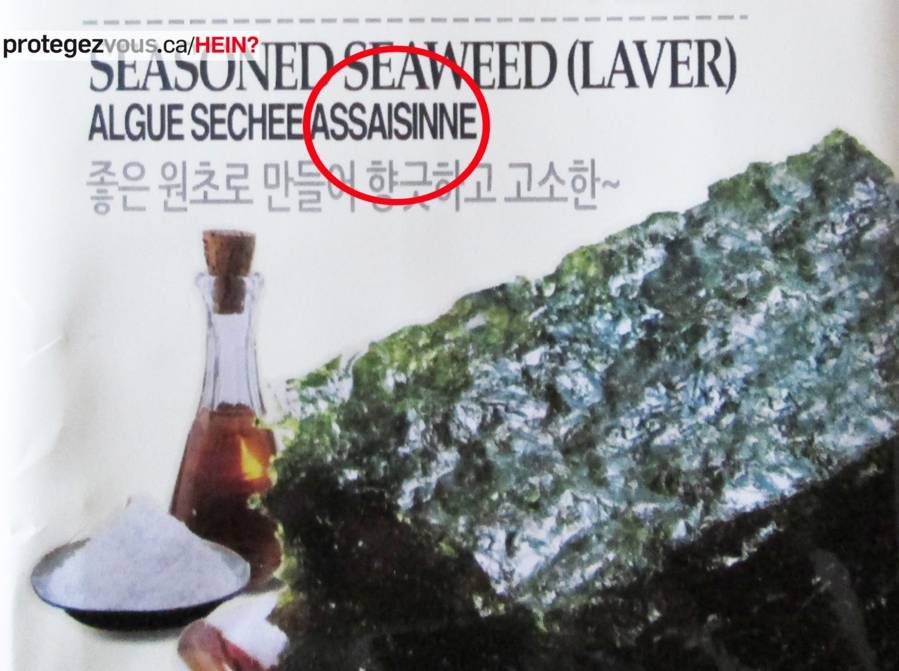 protegezvous.ca/HEIN?
SEASONED SEAWEED (LAVER)
ALGUE SECHEE ASSAISINNE
좋은 원초로 만들어 향긋하고 고소한~